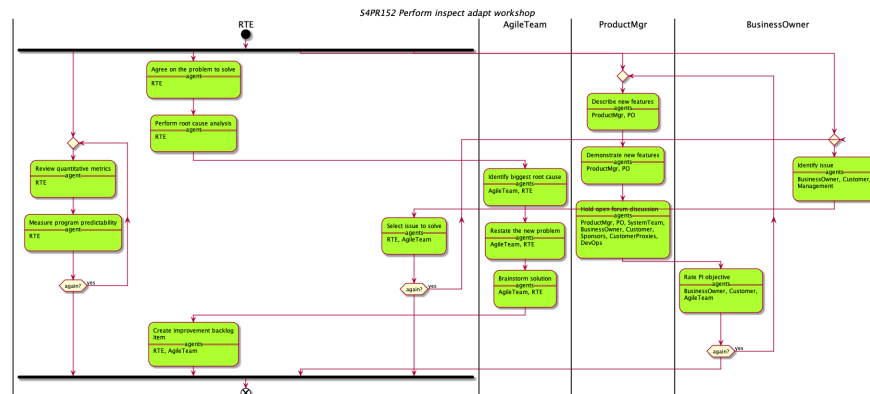 S4PR152 Perform inspect adapt workshop
RTE
AgileTeam
ProductMgr
BusinessOwner
Agree on the problem to solve
agent
RTE
Perform root cause analysis
agent
RTE
Review quantitative metrics
agent
RTE
Measure program predictability
agent
RTE
again?
yes
Describe new features
agents
ProductMgr, PO
Demonstrate new features
agents
ProductMgr, PO
Hold open forum discussion
agents
ProductMgr, PO, SystemTeam,
BusinessOwner, Customer,
Sponsors, CustomerProxies,
DevOps
Identify issue
agents
BusinessOwner, Customer,
Management
Identify biggest root cause
agents
AgileTeam, RTE
Restate the new problem
agents
AgileTeam, RTE
Brainstorm solution
agents
AgileTeam, RTE
Select issue to solve
agents
RTE, AgileTeam
again?
yes
Rate PI objective
agents
BusinessOwner, Customer,
AgileTeam
again?
yes
Create improvement backlog
item
agents
RTE, AgileTeam